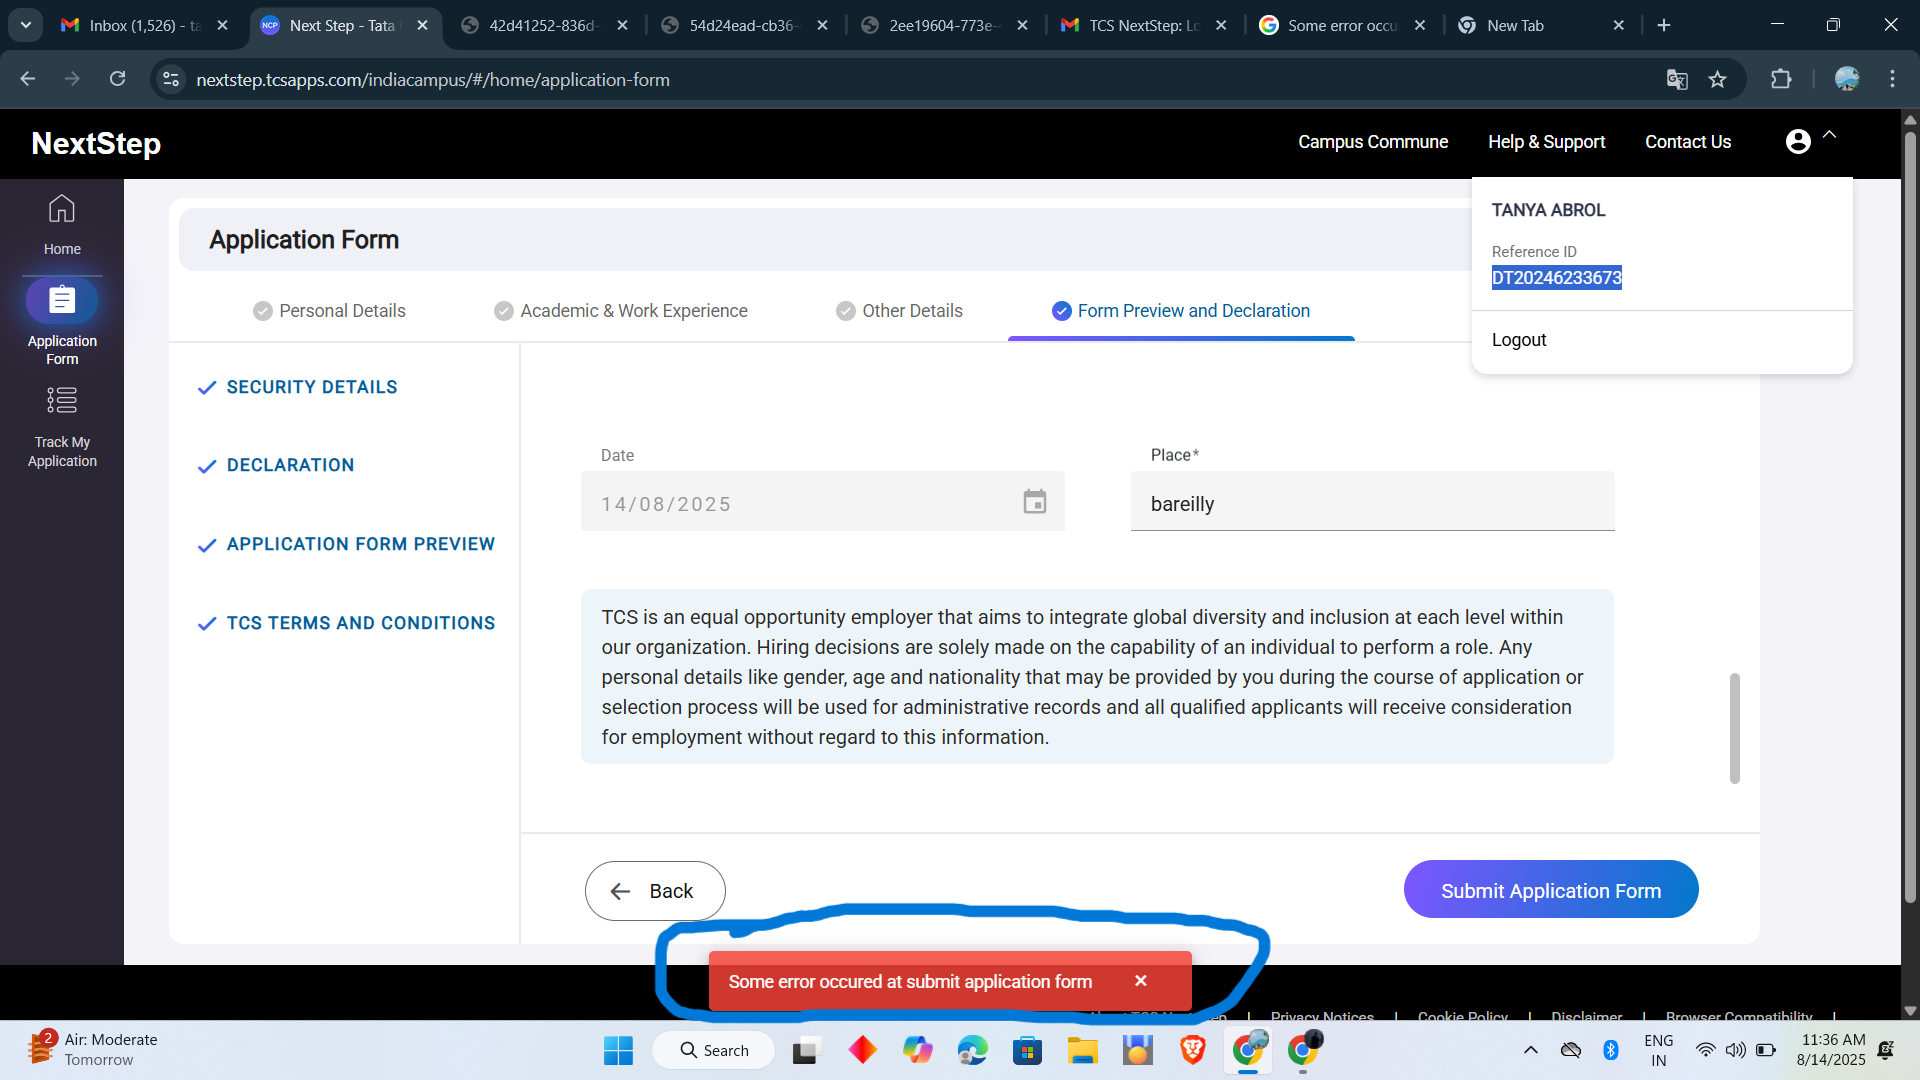 Inbox (1,526) - ta
Next Step - Tata
42d41252-836d-
54d24ead-cb36-
2ee19604-773e-
TCS NextStep: Lo
Some error occu
New Tab
nextstep.tcsapps.com/indiacampus/#/home/application-form
NextStep
Campus Commune
Help & Support
Contact Us
TANYA ABROL
Reference ID
DT20246233673
Logout
Home
Application
Form
Track My
Application
Application Form
Personal Details
Academic & Work Experience
Other Details
Form Preview and Declaration
SECURITY DETAILS
DECLARATION
APPLICATION FORM PREVIEW
TCS TERMS AND CONDITIONS
Date
14/08/2025
Place*
bareilly
TCS is an equal opportunity employer that aims to integrate global diversity and inclusion at each level within
our organization. Hiring decisions are solely made on the capability of an individual to perform a role. Any
personal details like gender, age and nationality that may be provided by you during the course of application or
selection process will be used for administrative records and all qualified applicants will receive consideration
for employment without regard to this information.
Back
Submit Application Form
Some error occured at submit application form
Privacy Notices | Cookie Policy | Disclaimer | Browser Compatibility |
2
Air: Moderate
Tomorrow
Search
ENG
IN
11:36 AM
8/14/2025